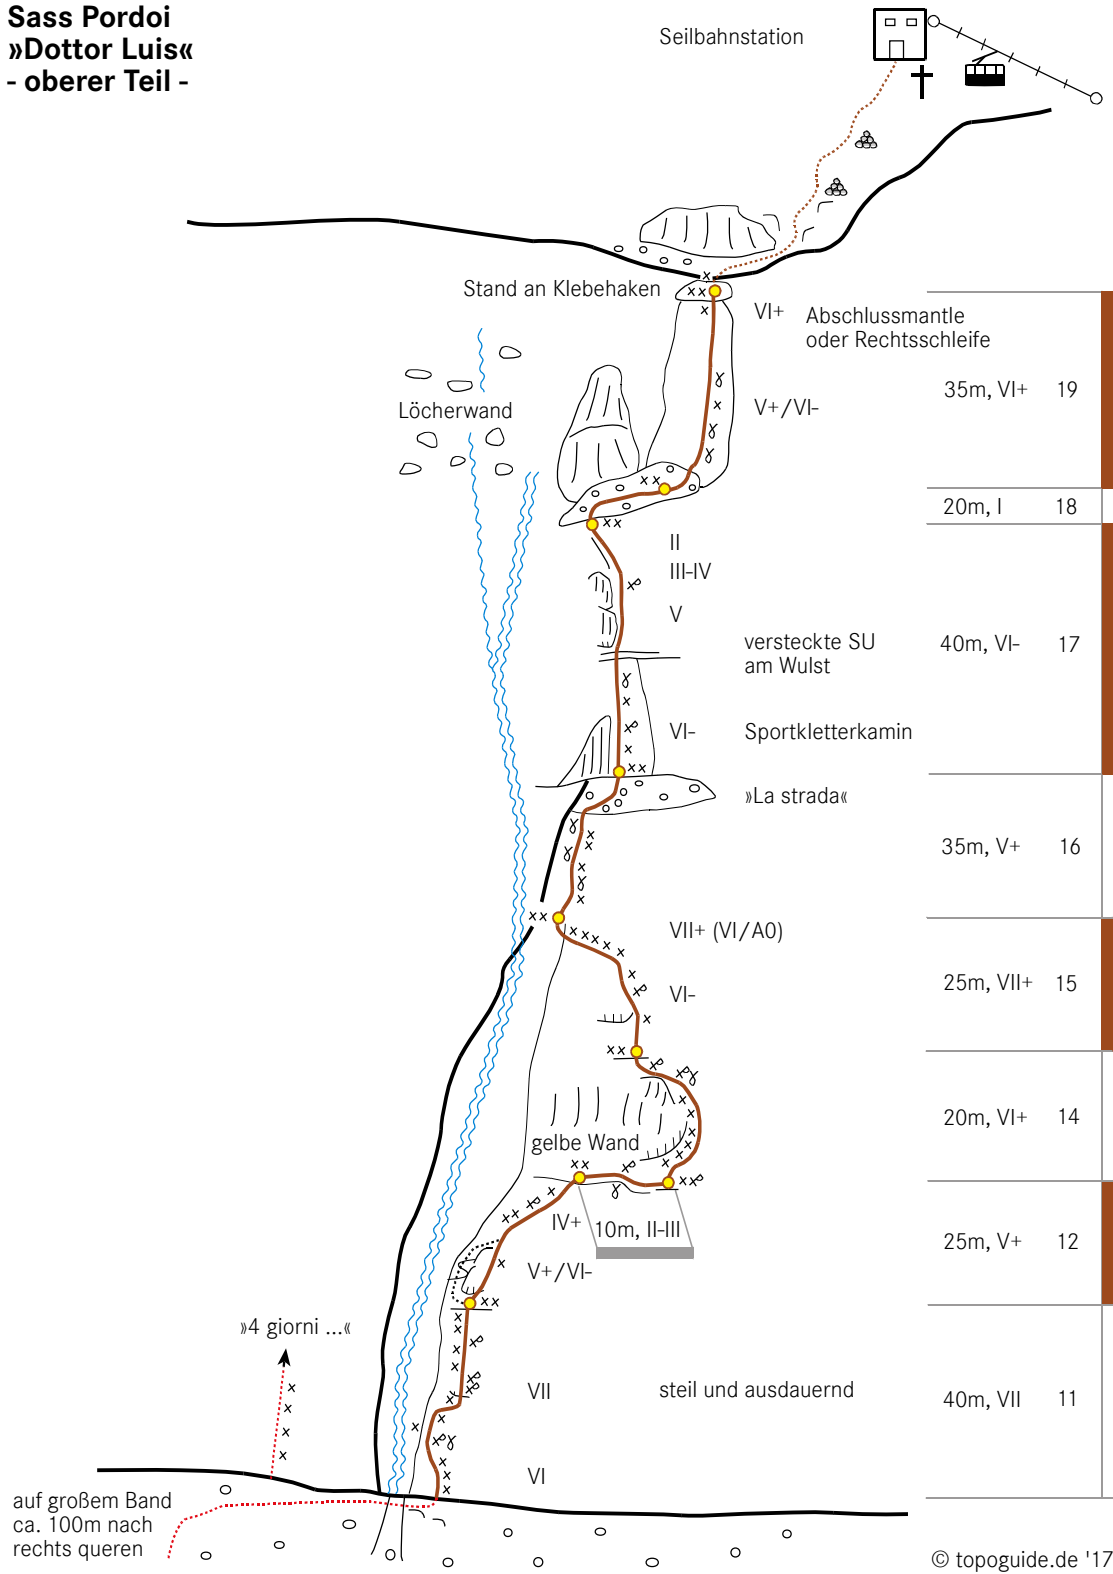 Sass Pordoi
»Dottor Luis«
- oberer Teil -
Seilbahnstation
Stand an Klebehaken
VI+
Abschlussmantle
oder Rechtsschleife
35m, VI+ 19
V+/VI-
Löcherwand
20m, I 18
II
III-IV
V
versteckte SU
am Wulst
40m, VI- 17
VI-
Sportkletterkamin
»La strada«
35m, V+ 16
VII+ (VI/A0)
VI-
25m, VII+ 15
20m, VI+ 14
gelbe Wand
IV+
10m, II-III
25m, V+ 12
V+/VI-
»4 giorni ...«
VII
steil und ausdauernd
40m, VII 11
VI
auf großem Band
ca. 100m nach
rechts queren
© topoguide.de '17